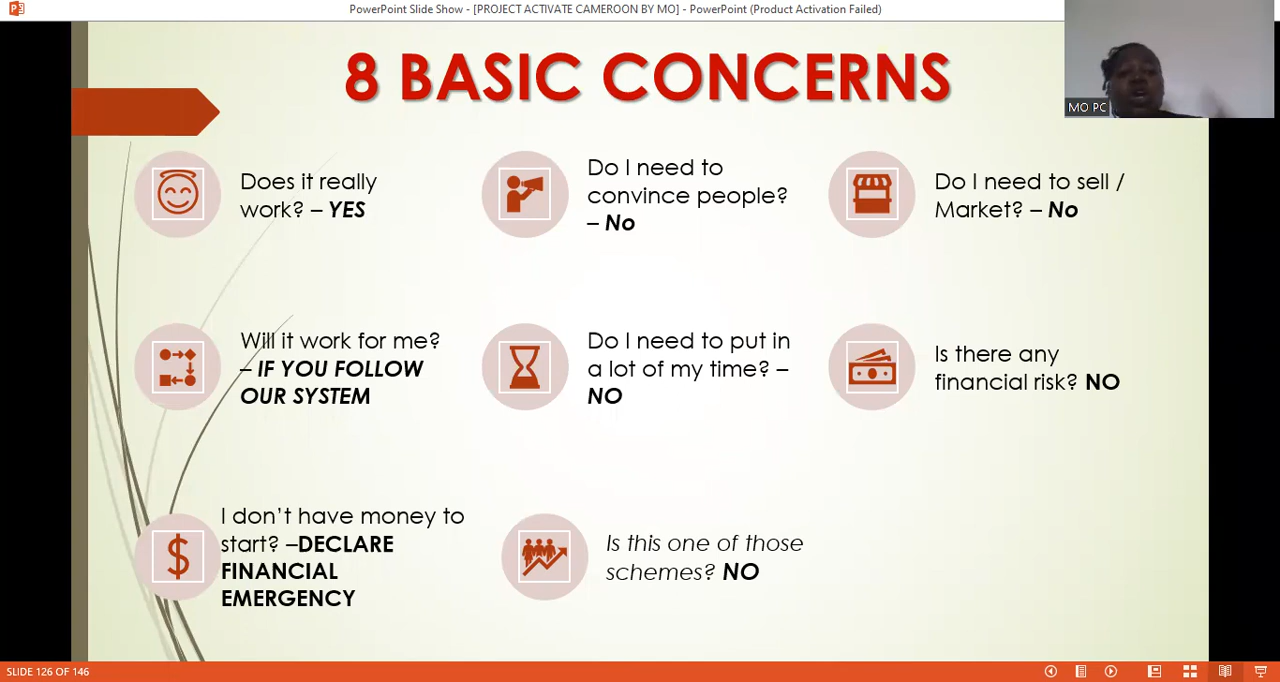 PowerPoint Slide Show - [PROJECT ACTIVATE CAMEROON BY MO] - PowerPoint (Product Activation Failed)
MO PC
8 BASIC CONCERNS
Does it really
work? – YES
Do I need to
convince people?
– No
Do I need to sell /
Market? – No
Will it work for me?
– IF YOU FOLLOW
OUR SYSTEM
Do I need to put in
a lot of my time? –
NO
Is there any
financial risk? NO
I don’t have money to
start? –DECLARE
FINANCIAL
EMERGENCY
Is this one of those
schemes? NO
SLIDE 126 OF 146